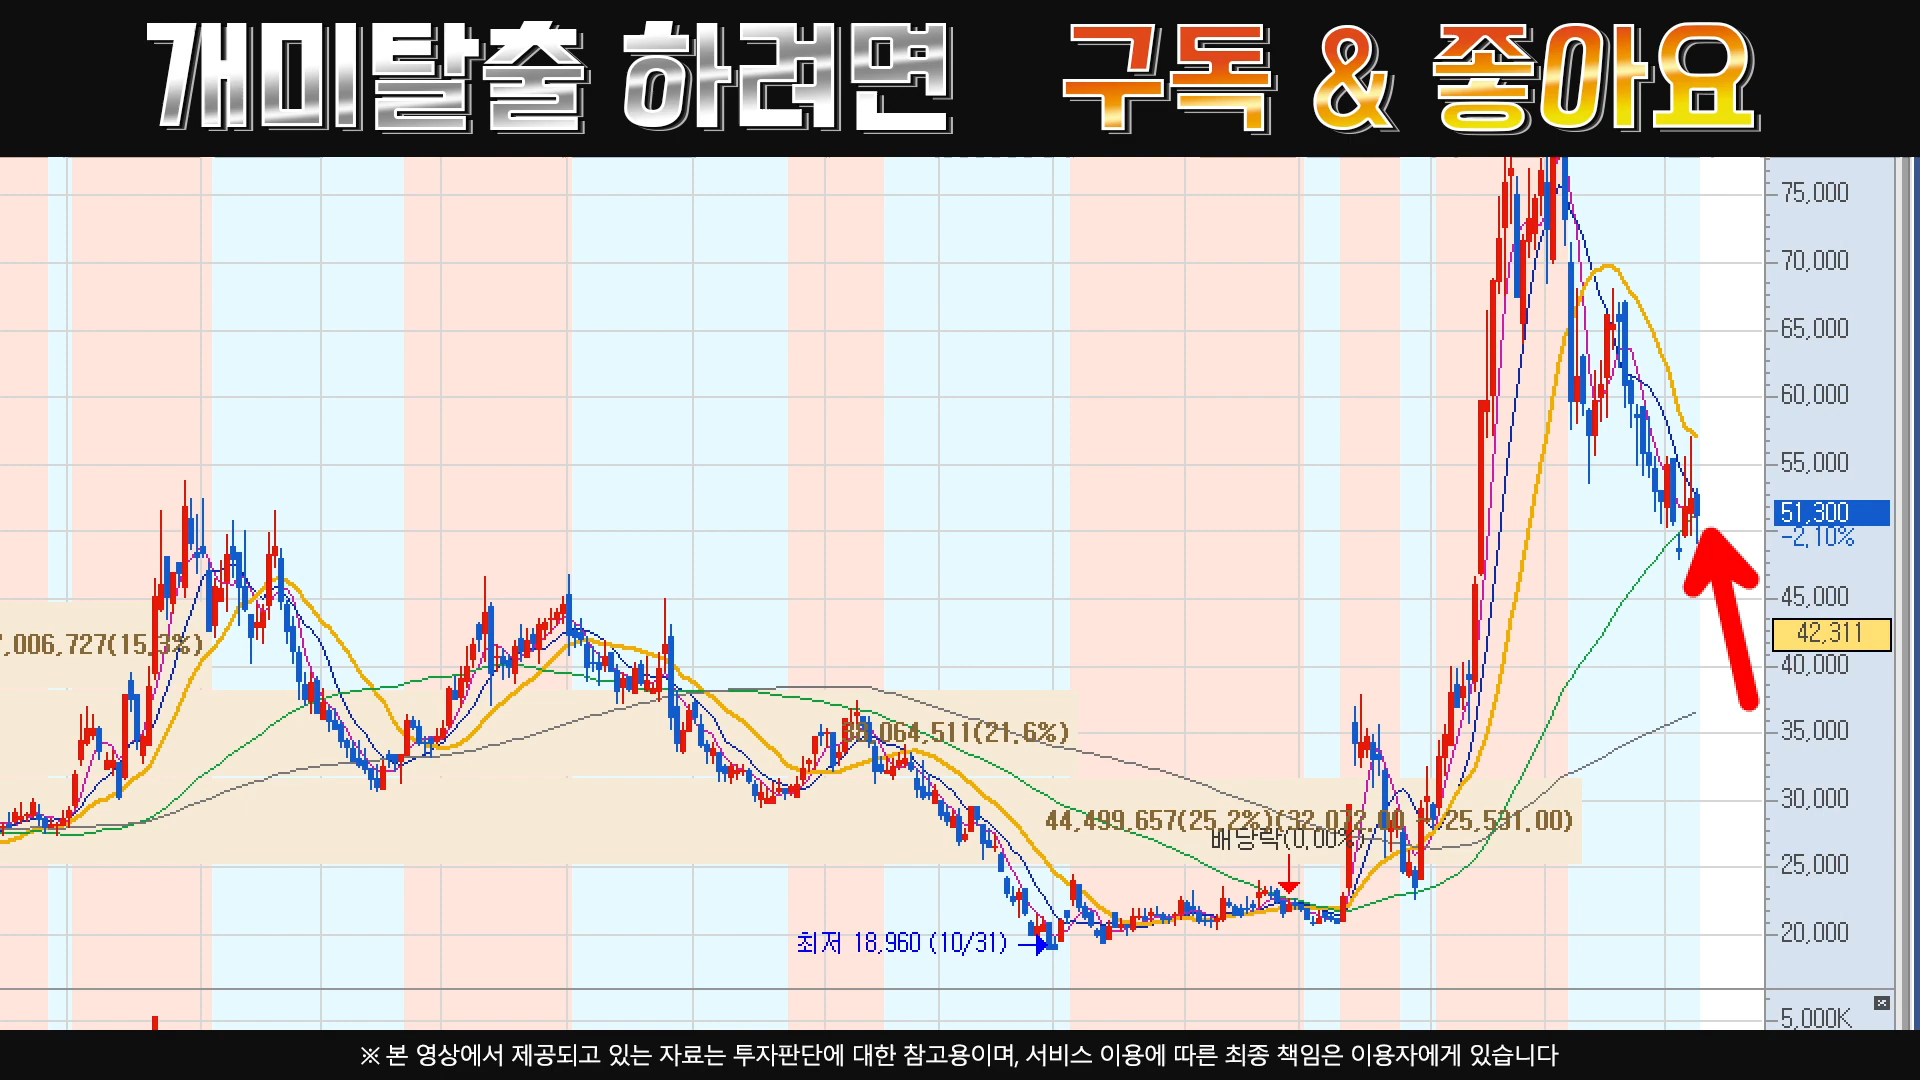 개미탈출 하려면 구독 & 좋아요
75,000
70,000
65,000
60,000
55,000
51,300
-2.10%
45,000
42,311
40,000
35,000
30,000
25,000
20,000
5,000K
7,006,727(15.3%)
38,064,511(21.6%)
44,499,657(25.2%)(32,072.00 ~ 25,531.00)
배당락(0.00%)
최저 18,960 (10/31)
※ 본 영상에서 제공되고 있는 자료는 투자판단에 대한 참고용이며, 서비스 이용에 따른 최종 책임은 이용자에게 있습니다